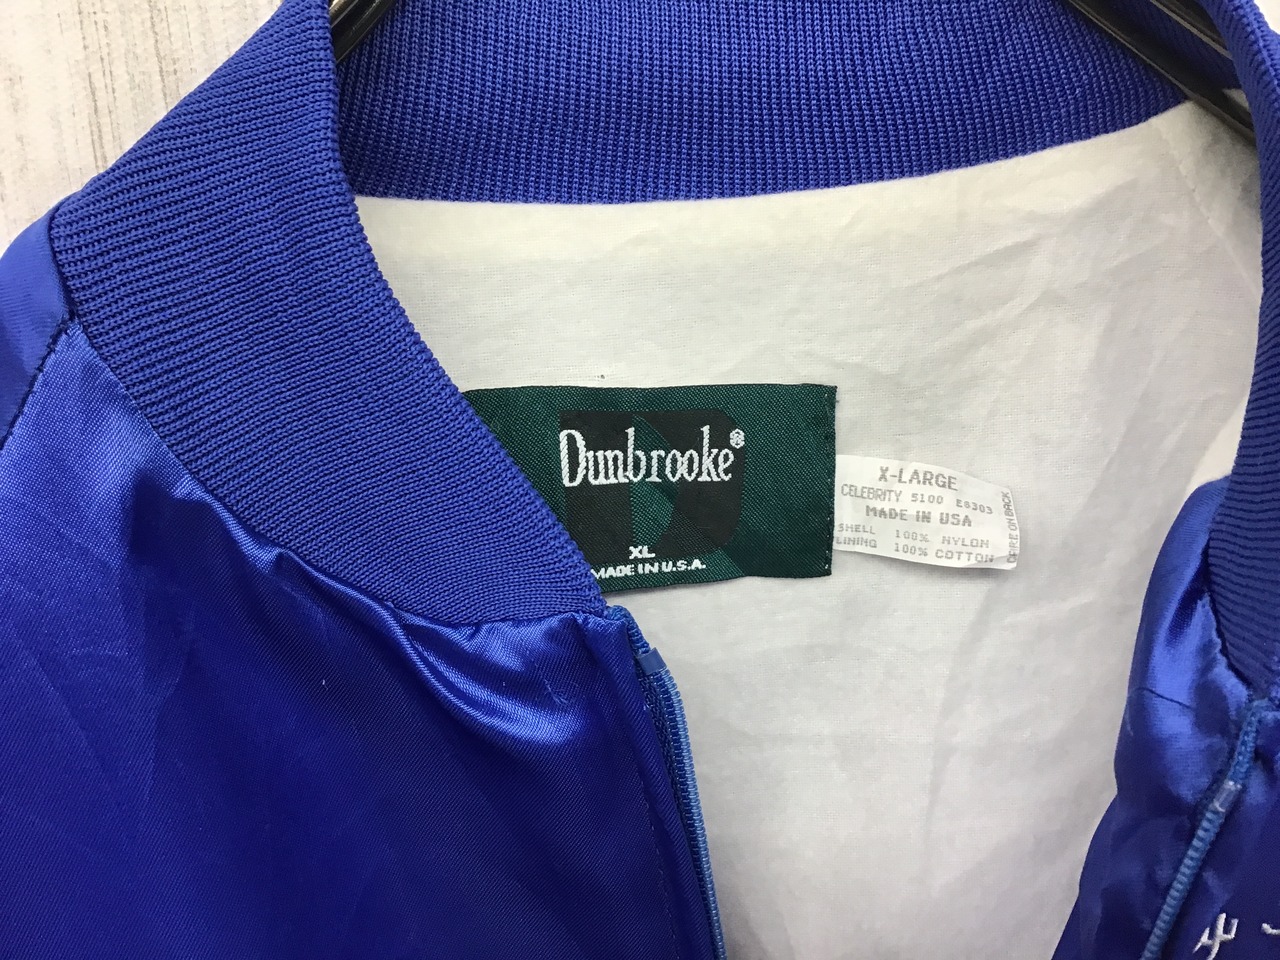 Dunbrooke®
XL
MADE IN U.S.A.
X-LARGE
CELEBRITY 5100 E6303
MADE IN USA
SHELL 100% NYLON
LINING 100% COTTON
CARE ON BACK